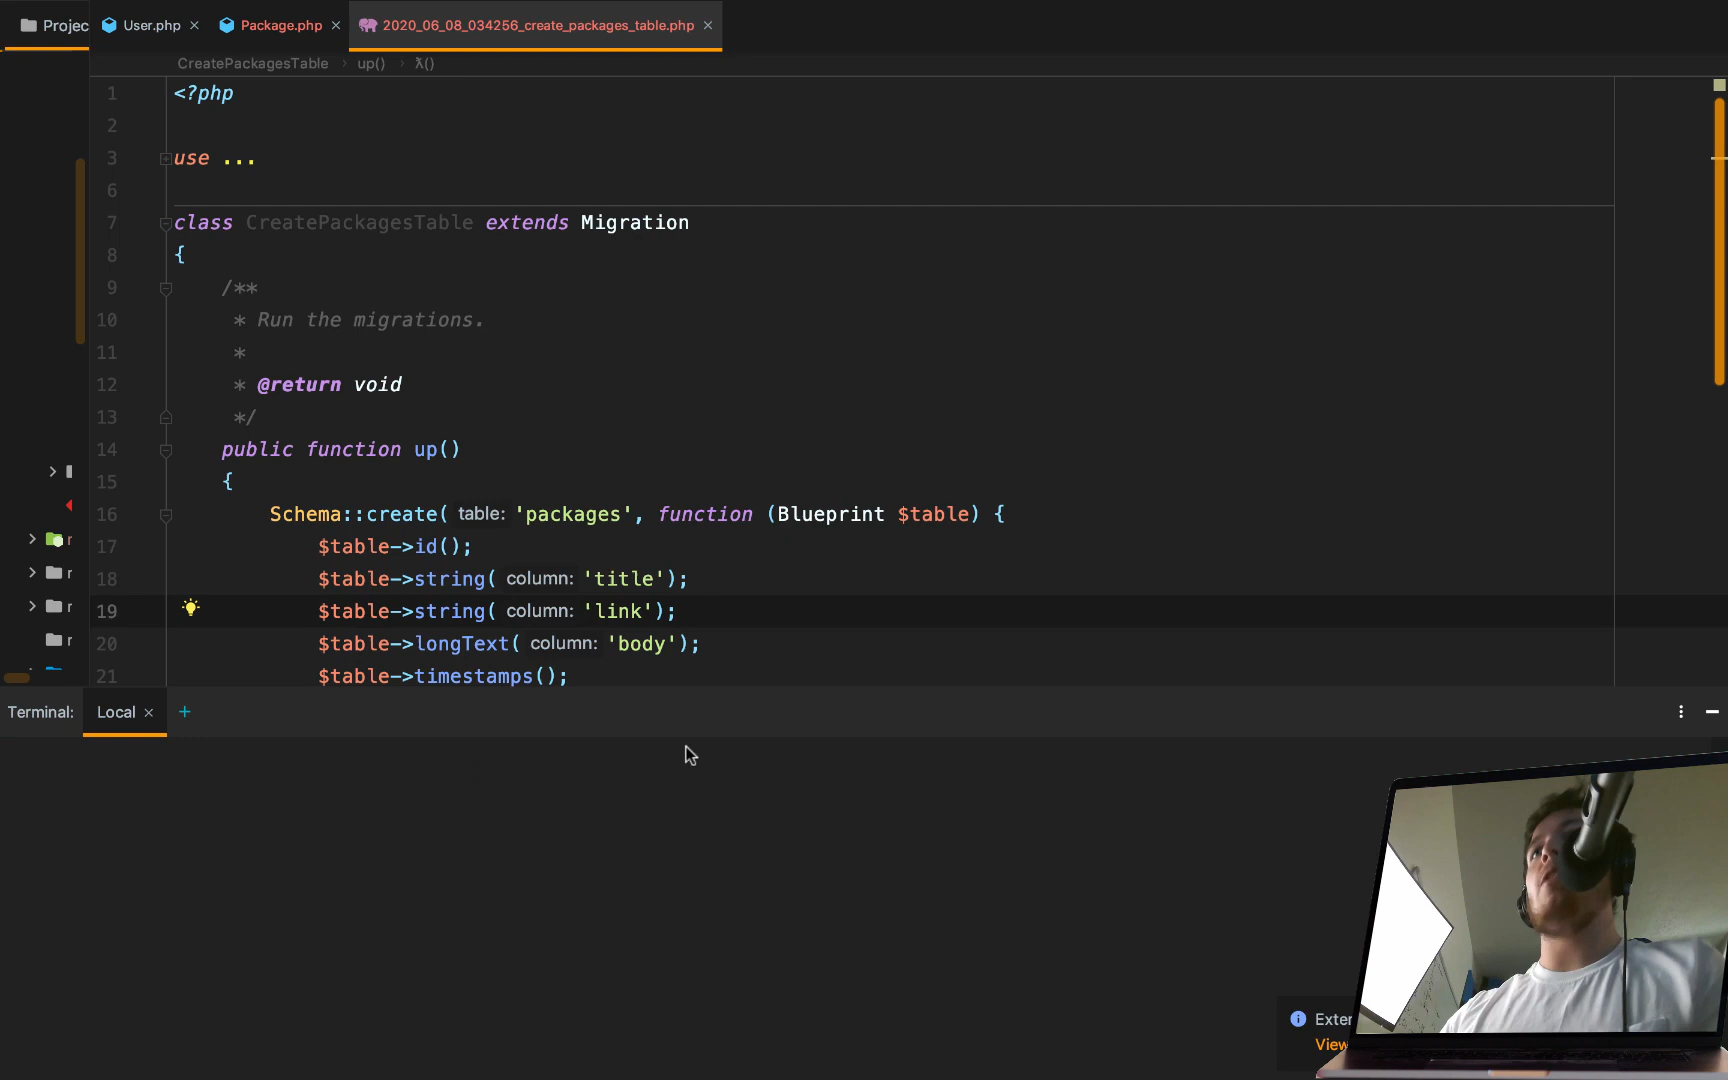 Projec
User.php
Package.php
2020_06_08_034256_create_packages_table.php
CreatePackagesTable › up() › λ()
1 <?php
2
3 use ...
6
7 class CreatePackagesTable extends Migration
8 {
9 /**
10 * Run the migrations.
11 *
12 * @return void
13 */
14 public function up()
15 {
16 Schema::create( table: 'packages', function (Blueprint $table) {
17 $table->id();
18 $table->string( column: 'title');
19 $table->string( column: 'link');
20 $table->longText( column: 'body');
21 $table->timestamps();
r
r
r
r
Terminal: Local +
Exter
View